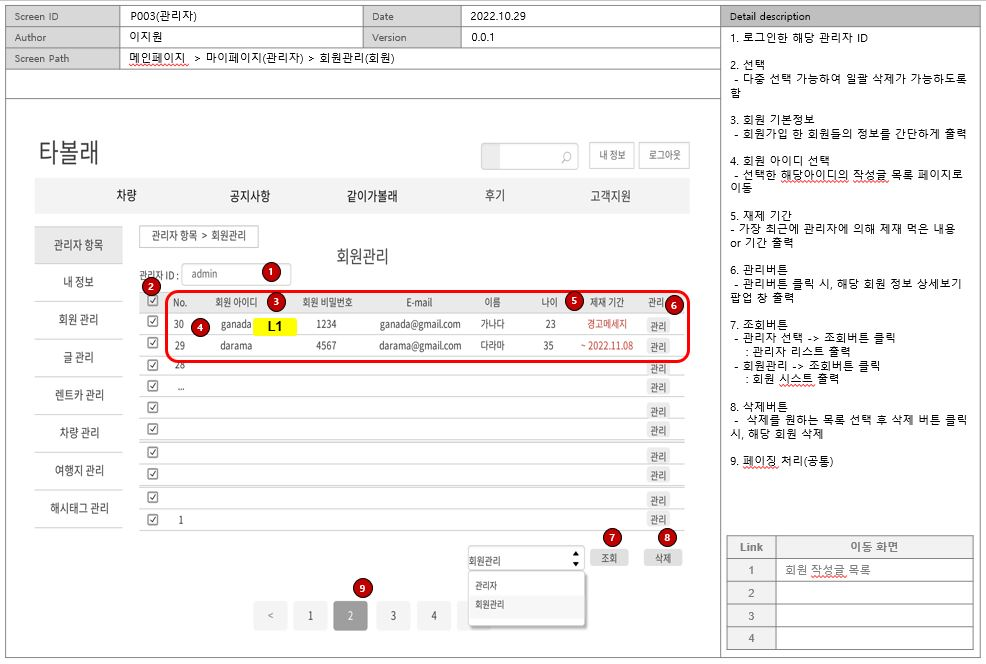 Screen ID P003(관리자) Date 2022.10.29
Author 이지원 Version 0.0.1
Screen Path 메인페이지 > 마이페이지(관리자) > 회원관리(회원)
타볼래
내 정보 로그아웃
차량 공지사항 같이가볼래 후기 고객지원
관리자 항목
내 정보
회원 관리
글 관리
렌트카 관리
차량 관리
여행지 관리
해시태그 관리
관리자 항목 > 회원관리
회원관리
관리자 ID : admin 1
2
No. 회원 아이디 3 회원 비밀번호 E-mail 이름 나이 5 제재 기간 관리 6
30 4 ganada L1 1234 ganada@gmail.com 가나다 23 경고메세지 관리
29 darama 4567 darama@gmail.com 다라마 35 ~ 2022.11.08 관리
28 관리
... 관리
관리
관리
관리
관리
관리
1 관리
7 8
회원관리 조회 삭제
관리자
회원관리
9
< 1 2 3 4
Detail description
1. 로그인한 해당 관리자 ID
2. 선택
- 다중 선택 가능하여 일괄 삭제가 가능하도록
함
3. 회원 기본정보
- 회원가입 한 회원들의 정보를 간단하게 출력
4. 회원 아이디 선택
- 선택한 해당아이디의 작성글 목록 페이지로
이동
5. 재제 기간
- 가장 최근에 관리자에 의해 제재 먹은 내용
or 기간 출력
6. 관리버튼
- 관리버튼 클릭 시, 해당 회원 정보 상세보기
팝업 창 출력
7. 조회버튼
- 관리자 선택 -> 조회버튼 클릭
: 관리자 리스트 출력
- 회원관리 -> 조회버튼 클릭
: 회원 시스트 출력
8. 삭제버튼
- 삭제를 원하는 목록 선택 후 삭제 버튼 클릭
시, 해당 회원 삭제
9. 페이징 처리(공통)
Link 이동 화면
1 회원 작성글 목록
2
3
4